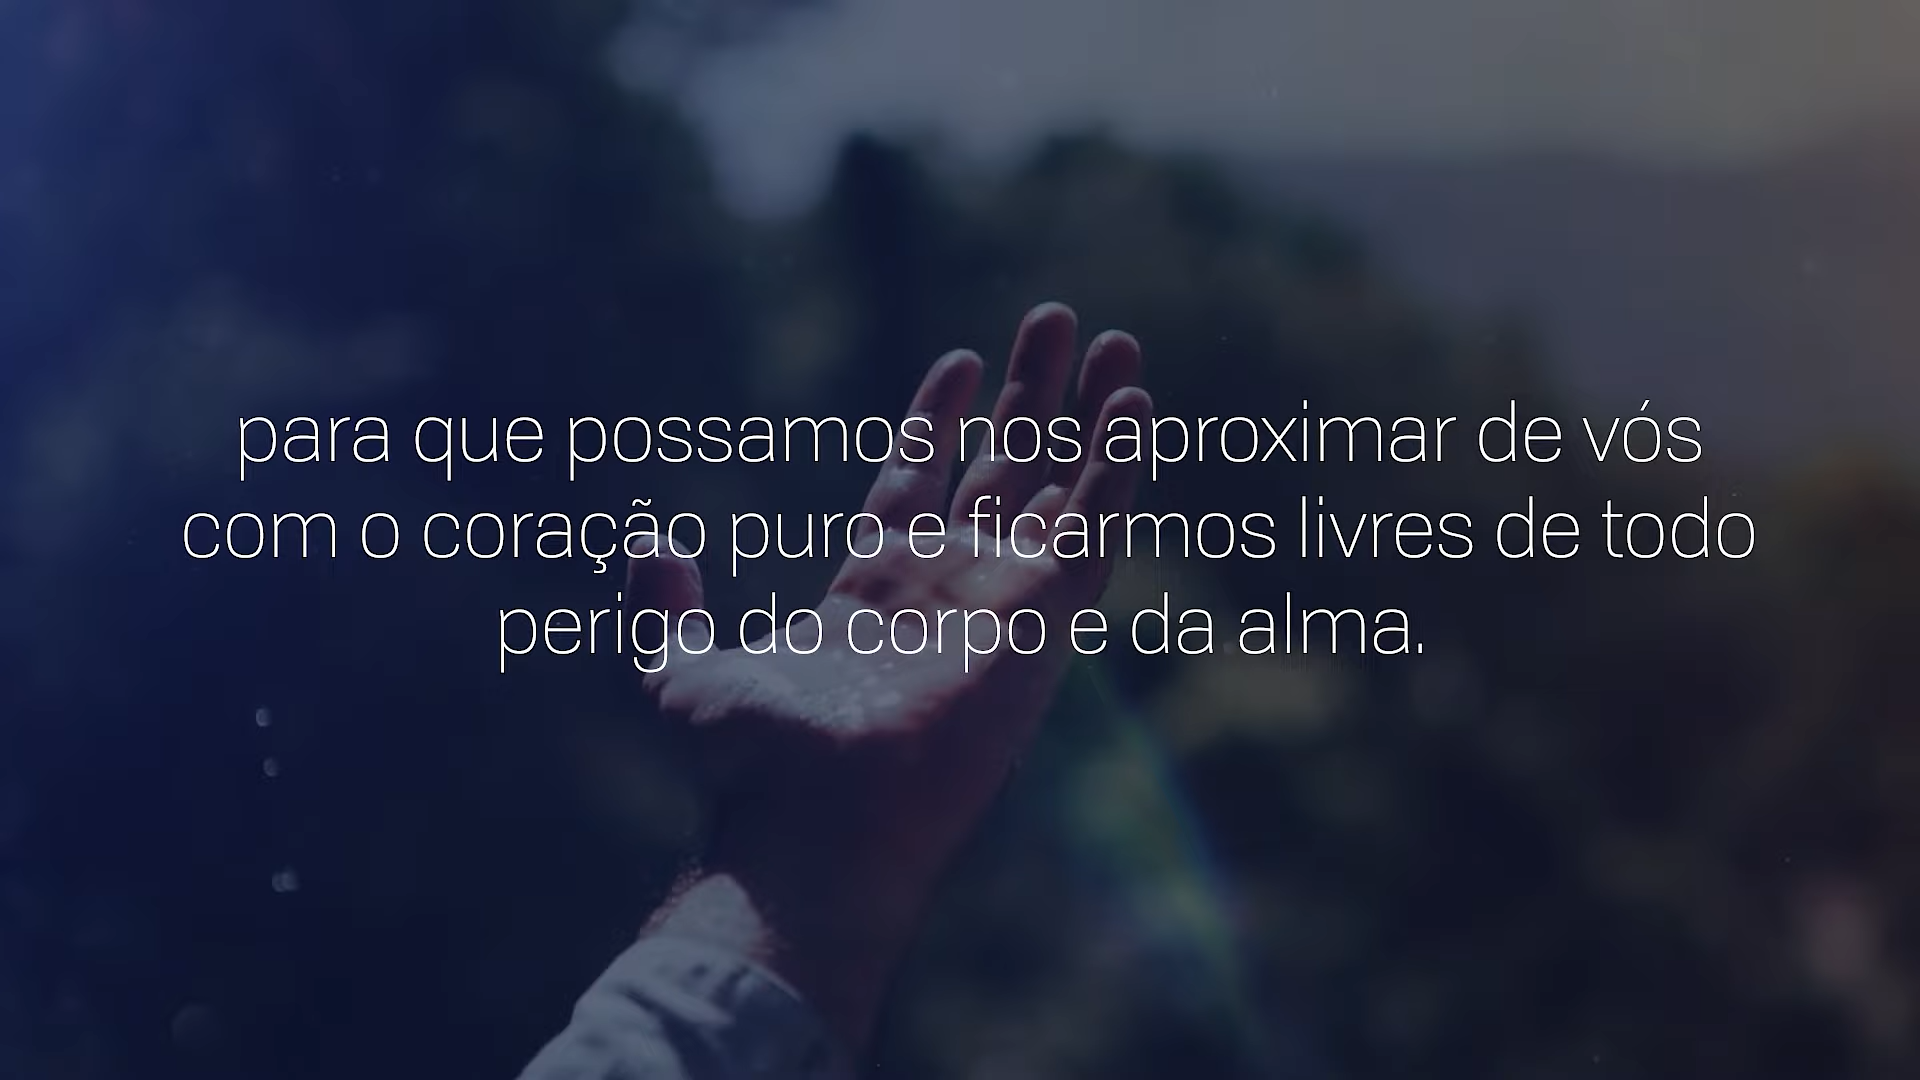 para que possamos nos aproximar de vós
com o coração puro e ficarmos livres de todo
perigo do corpo e da alma.